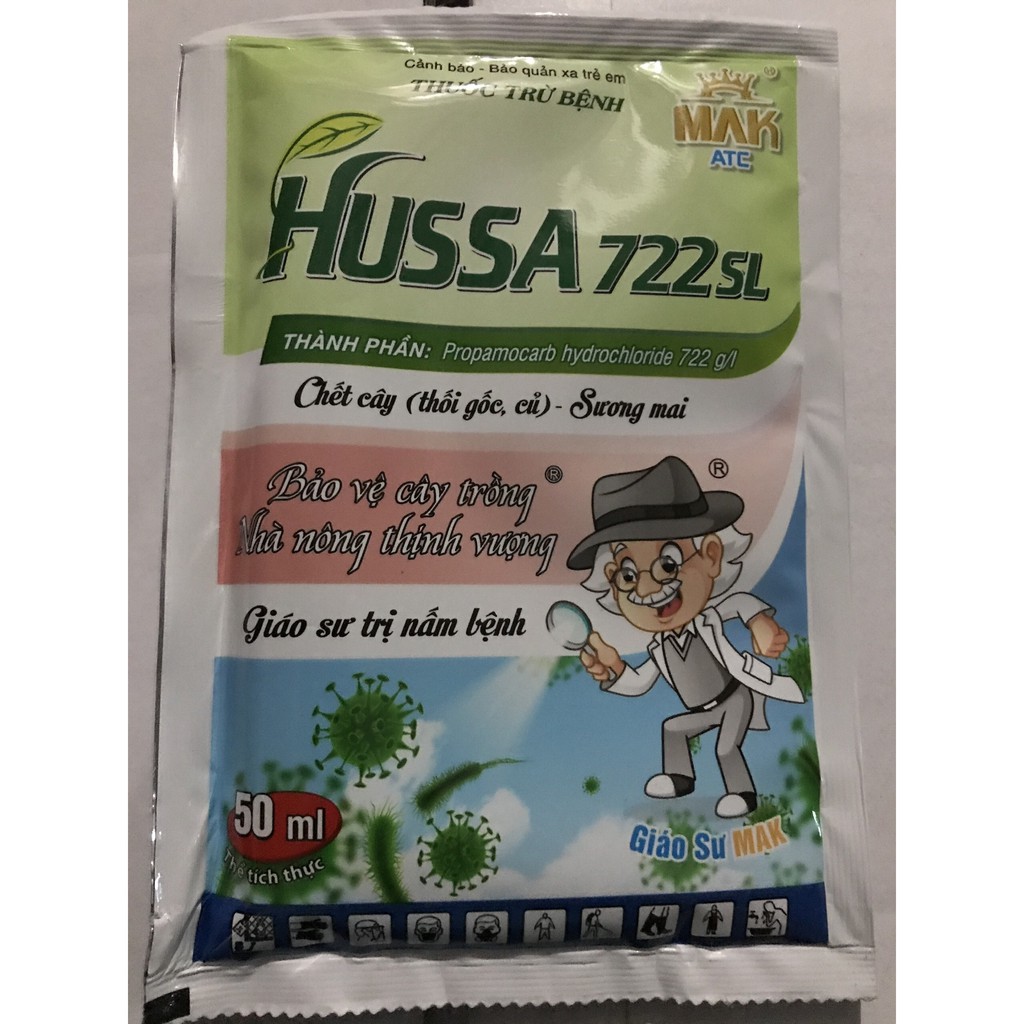 Cảnh báo - Bảo quản xa trẻ em
THUỐC TRỪ BỆNH
MAK ®
ATC
HUSSA 722SL
THÀNH PHẦN: Propamocarb hydrochloride 722 g/l
Chết cây (thối gốc, củ) - Sương mai
Bảo vệ cây trồng ®
Nhà nông thịnh vượng
®
Giáo sư trị nấm bệnh
50 ml
Thể tích thực
Giáo Sư MAK